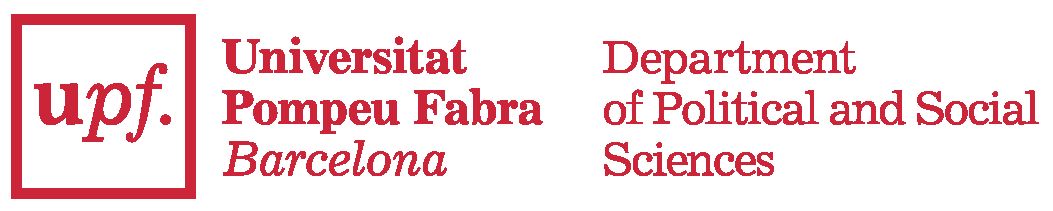 upf.
Universitat
Pompeu Fabra
Barcelona
Department
of Political and Social
Sciences